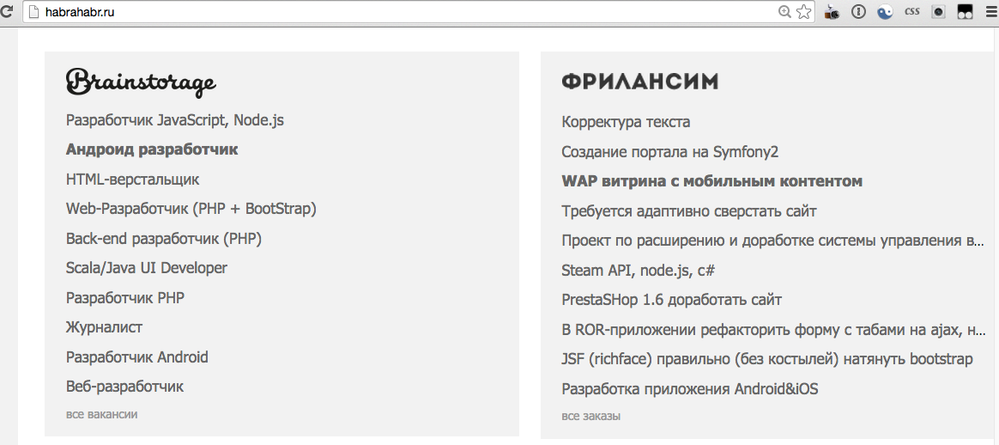 habrahabr.ru
css
Brainstorage
Разработчик JavaScript, Node.js
Андроид разработчик
HTML-верстальщик
Web-Разработчик (PHP + BootStrap)
Back-end разработчик (PHP)
Scala/Java UI Developer
Разработчик PHP
Журналист
Разработчик Android
Веб-разработчик
все вакансии
ФРИЛАНСИМ
Корректура текста
Создание портала на Symfony2
WAP витрина с мобильным контентом
Требуется адаптивно сверстать сайт
Проект по расширению и доработке системы управления в...
Steam API, node.js, c#
PrestaSHop 1.6 доработать сайт
В ROR-приложении рефакторить форму с табами на ajax, н...
JSF (richface) правильно (без костылей) натянуть bootstrap
Разработка приложения Android&iOS
все заказы